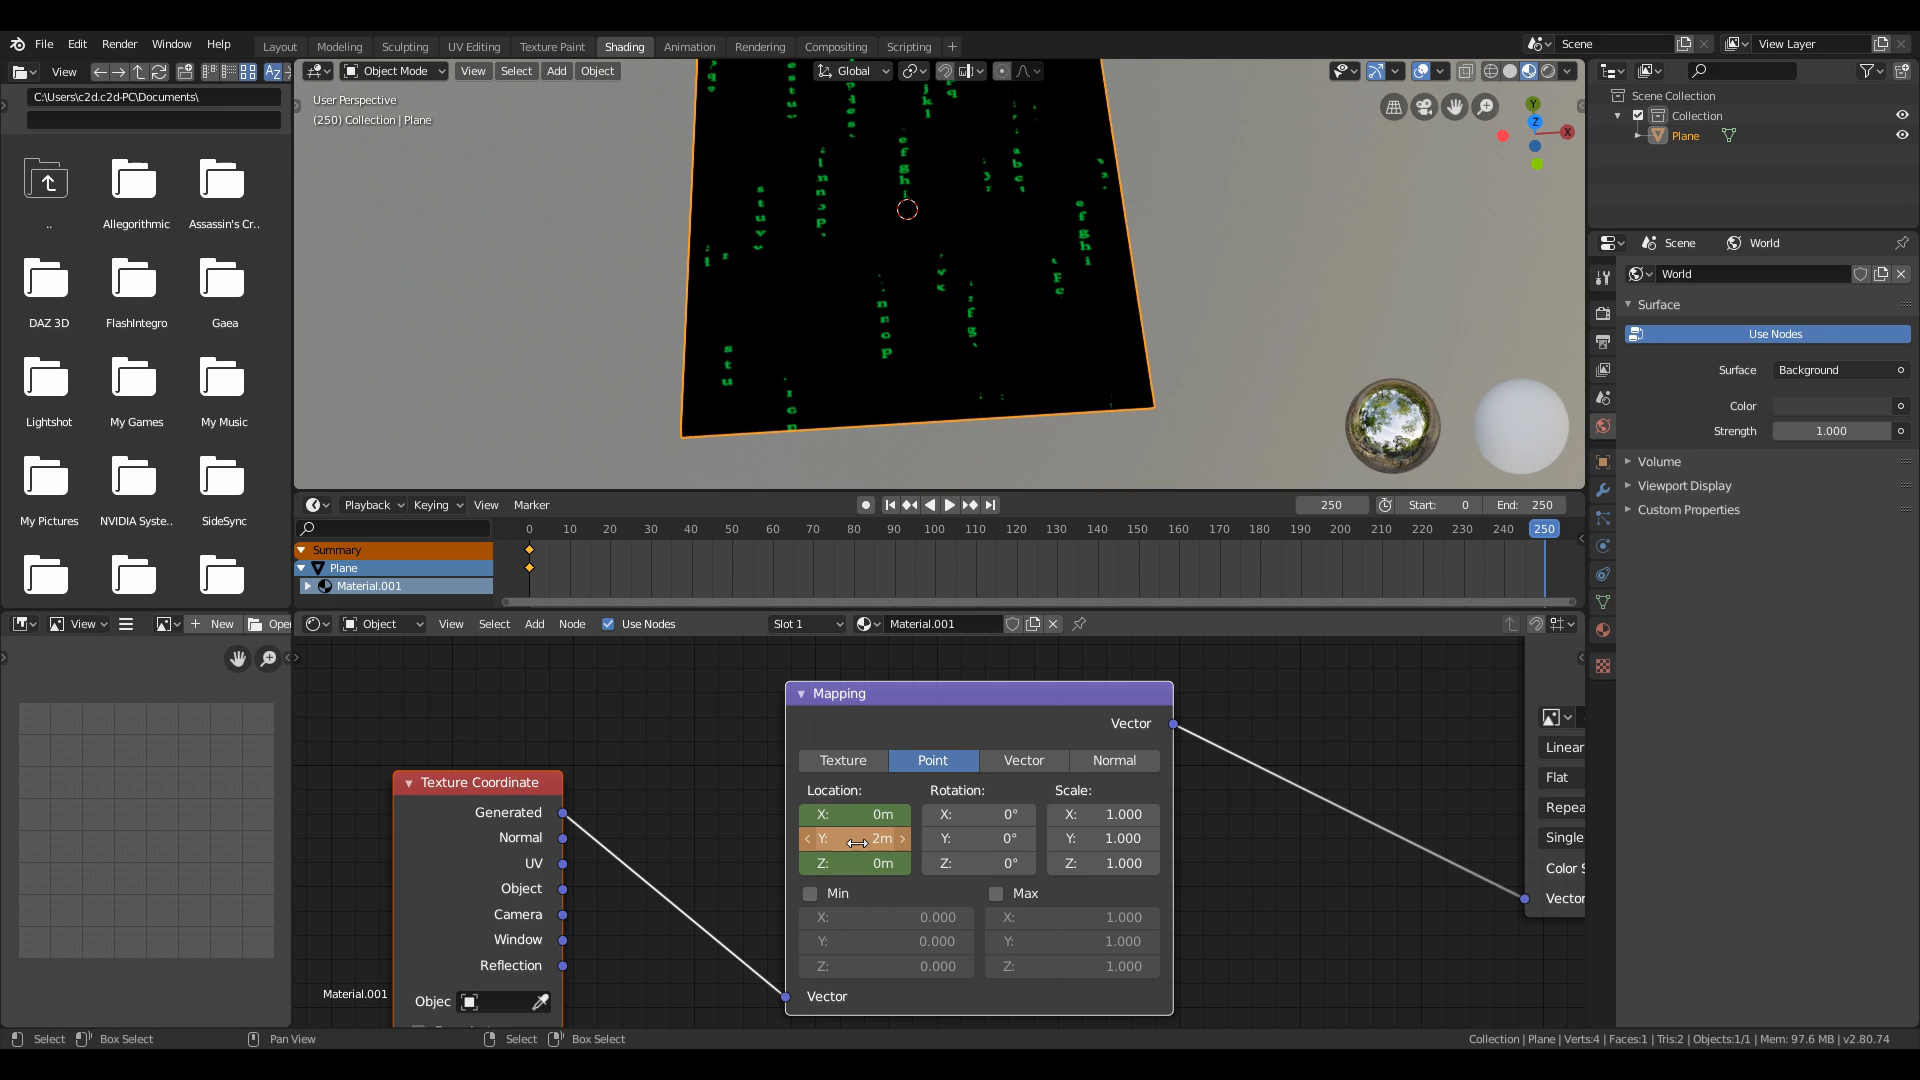 File Edit Render Window Help
Layout Modeling Sculpting UV Editing Texture Paint Shading Animation Rendering Compositing Scripting +
Scene
View Layer
View
C:\Users\c2d.c2d-PC\Documents\
..
Allegorithmic
Assassin's Cr..
DAZ 3D
FlashIntegro
Gaea
Lightshot
My Games
My Music
My Pictures
NVIDIA Syste..
SideSync
Object Mode View Select Add Object
Global
User Perspective
(250) Collection | Plane
Y
Z
X
Scene Collection
Collection
Plane
Scene World
World
Surface
Use Nodes
Surface Background
Color
Strength 1.000
Volume
Viewport Display
Custom Properties
Playback Keying View Marker
250 Start: 0 End: 250
0 10 20 30 40 50 60 70 80 90 100 110 120 130 140 150 160 170 180 190 200 210 220 230 240 250
Summary
Plane
Material.001
View
New Open
Object View Select Add Node Use Nodes
Slot 1 Material.001
Mapping
Vector
Texture Point Vector Normal
Location: Rotation: Scale:
X: 0m X: 0° X: 1.000
Y: 2m Y: 0° Y: 1.000
Z: 0m Z: 0° Z: 1.000
Min Max
X: 0.000 X: 1.000
Y: 0.000 Y: 1.000
Z: 0.000 Z: 1.000
Vector
Texture Coordinate
Generated
Normal
UV
Object
Camera
Window
Reflection
Objec
Material.001
Linear
Flat
Repea
Single
Color S
Vector
Select Box Select Pan View Select Box Select
Collection | Plane | Verts:4 | Faces:1 | Tris:2 | Objects:1/1 | Mem: 97.6 MB | v2.80.74